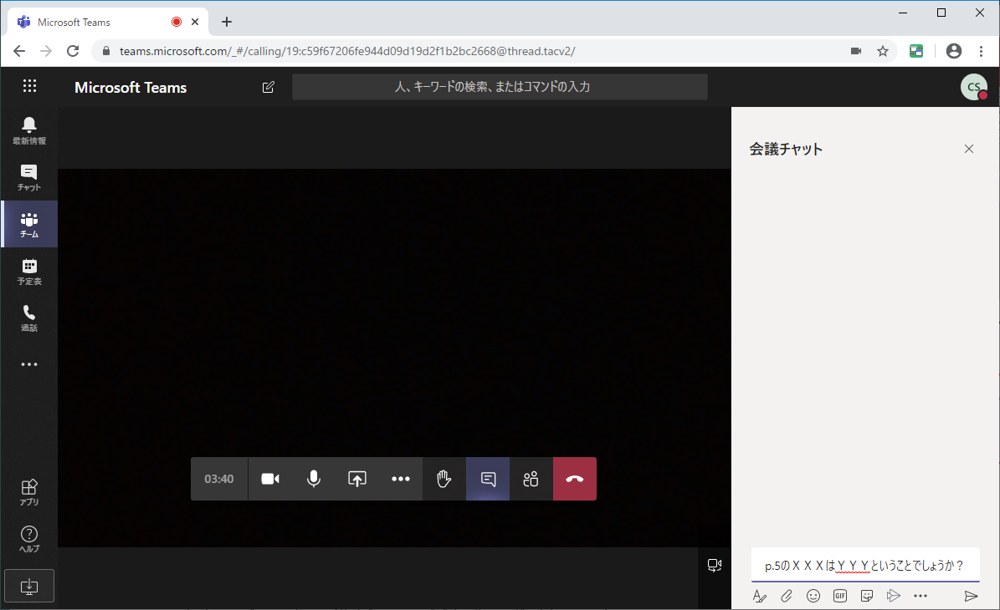 Microsoft Teams
teams.microsoft.com/_#/calling/19:c59f67206fe944d09d19d2f1b2bc2668@thread.tacv2/
Microsoft Teams
人、キーワードの検索、またはコマンドの入力
CS
最新情報
チャット
チーム
予定表
通話
アプリ
ヘルプ
03:40
会議チャット
p.5のＸＸＸはＹＹＹということでしょうか？
GIF